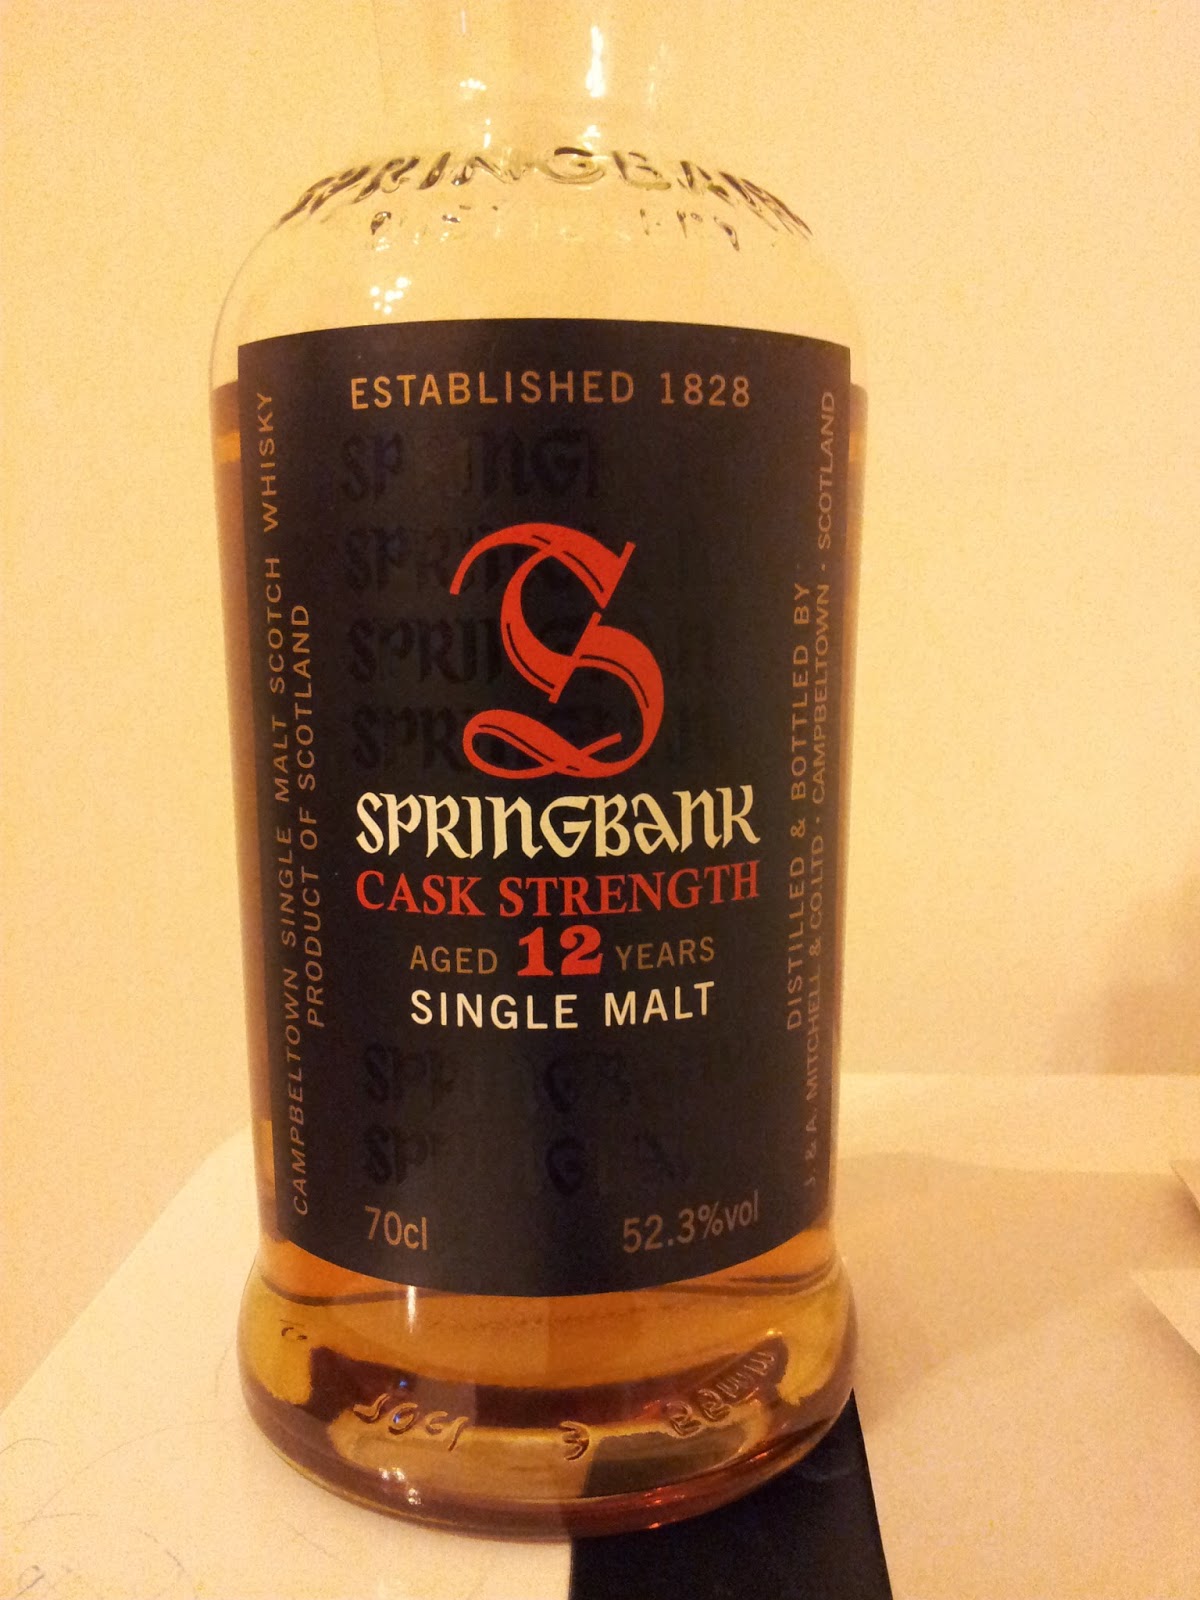 SPRINGBANK
DISTILLERY
ESTABLISHED 1828
CAMPBELTOWN SINGLE MALT SCOTCH WHISKY
PRODUCT OF SCOTLAND
S
SPRINGBANK
CASK STRENGTH
AGED 12 YEARS
SINGLE MALT
70cl
52.3%vol
DISTILLED & BOTTLED BY
J. & A. MITCHELL & CO.LTD • CAMPBELTOWN • SCOTLAND